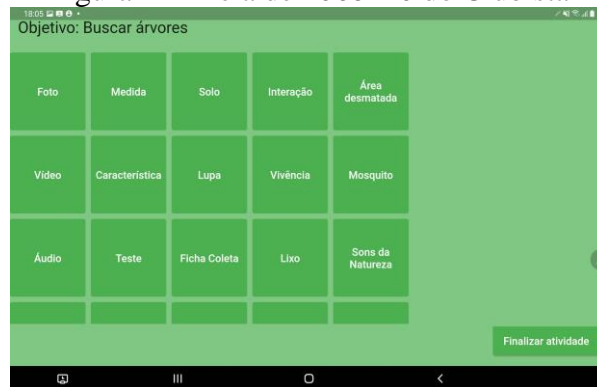 18:05
Objetivo: Buscar árvores
Foto
Medida
Solo
Interação
Área
desmatada
Vídeo
Característica
Lupa
Vivência
Mosquito
Áudio
Teste
Ficha Coleta
Lixo
Sons da
Natureza
Finalizar atividade